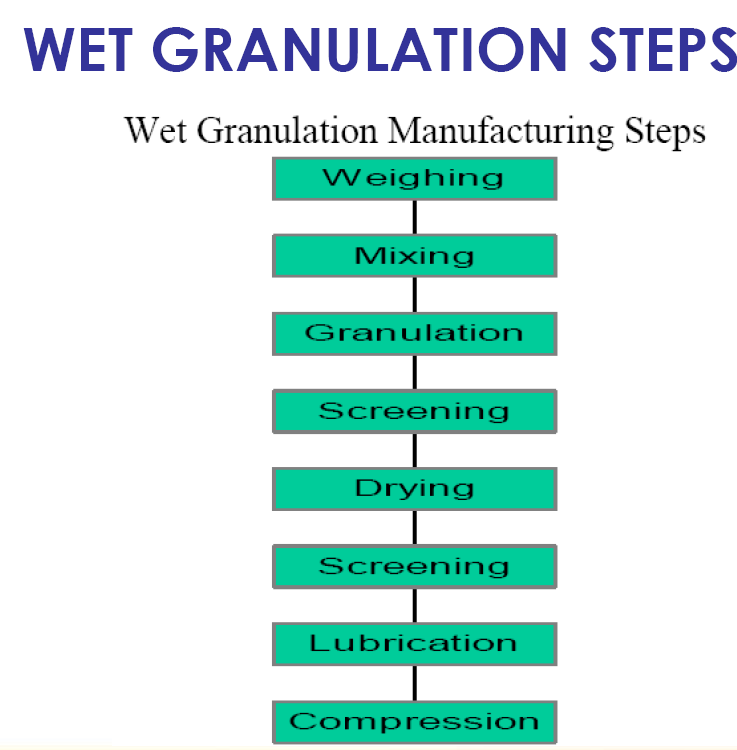 WET GRANULATION STEPS
Wet Granulation Manufacturing Steps
Weighing
Mixing
Granulation
Screening
Drying
Screening
Lubrication
Compression